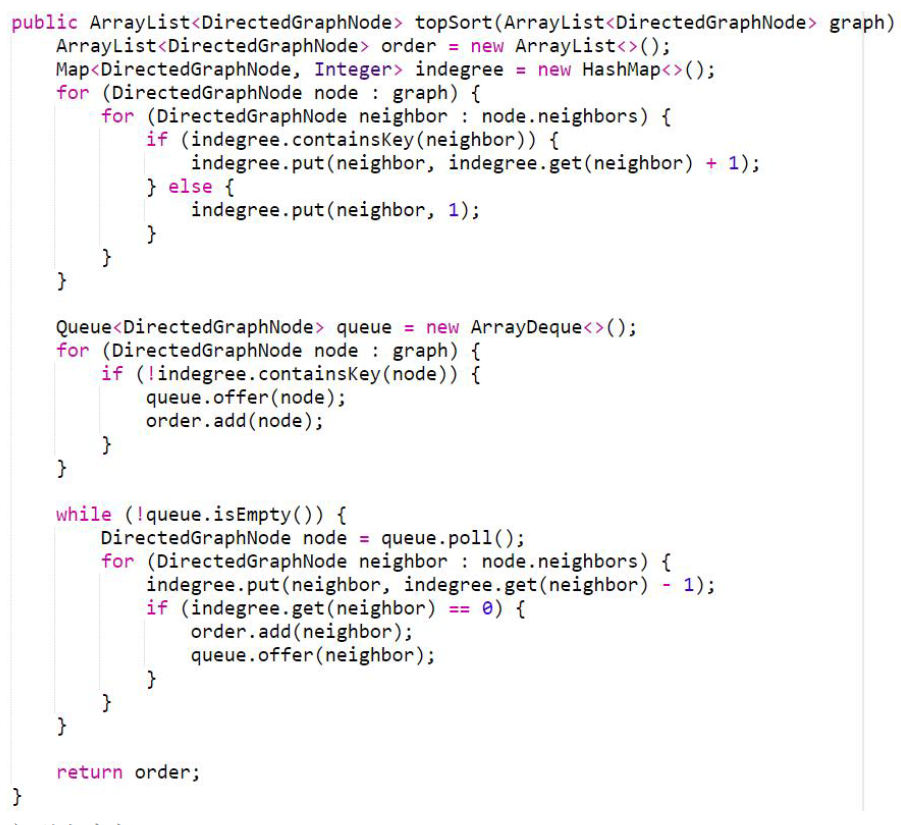 public ArrayList<DirectedGraphNode> topSort(ArrayList<DirectedGraphNode> graph)
    ArrayList<DirectedGraphNode> order = new ArrayList<>();
    Map<DirectedGraphNode, Integer> indegree = new HashMap<>();
    for (DirectedGraphNode node : graph) {
        for (DirectedGraphNode neighbor : node.neighbors) {
            if (indegree.containsKey(neighbor)) {
                indegree.put(neighbor, indegree.get(neighbor) + 1);
            } else {
                indegree.put(neighbor, 1);
            }
        }
    }

    Queue<DirectedGraphNode> queue = new ArrayDeque<>();
    for (DirectedGraphNode node : graph) {
        if (!indegree.containsKey(node)) {
            queue.offer(node);
            order.add(node);
        }
    }

    while (!queue.isEmpty()) {
        DirectedGraphNode node = queue.poll();
        for (DirectedGraphNode neighbor : node.neighbors) {
            indegree.put(neighbor, indegree.get(neighbor) - 1);
            if (indegree.get(neighbor) == 0) {
                order.add(neighbor);
                queue.offer(neighbor);
            }
        }
    }

    return order;
}